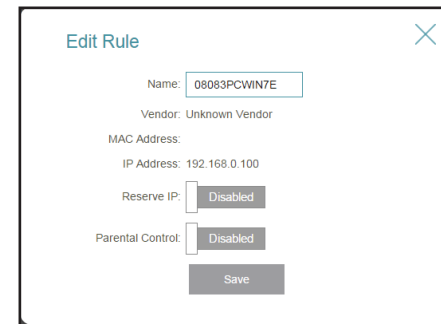 Edit Rule
Name: 08083PCWIN7E
Vendor: Unknown Vendor
MAC Address:
IP Address: 192.168.0.100
Reserve IP: Disabled
Parental Control: Disabled
Save